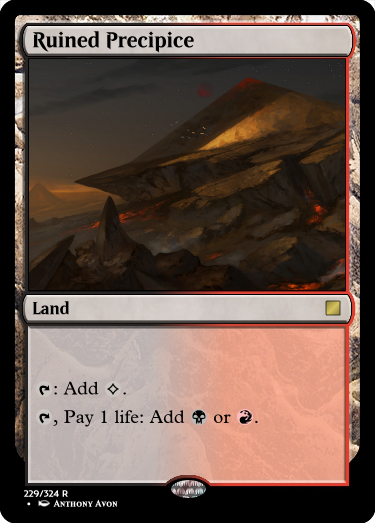 Ruined Precipice
Land
: Add .
, Pay 1 life: Add or .
229/324 R
• Anthony Avon